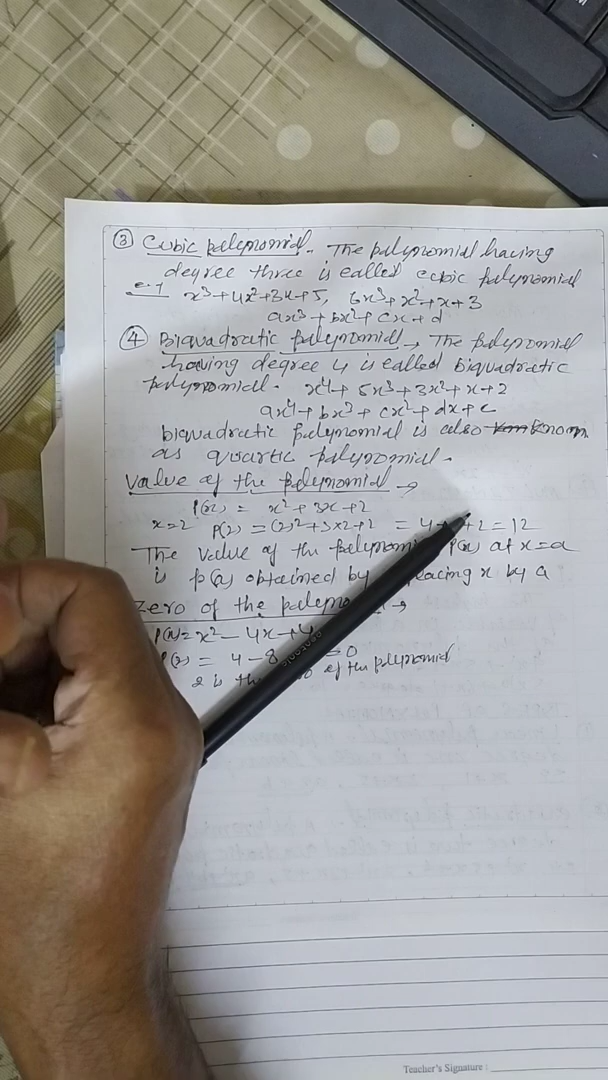 ③ Cubic polynomial. The polynomial having
degree three is called cubic polynomial
e.g x³+4x²+3x+5, 6x³+x²+x+3
ax³+bx²+cx+d
④ Biquadratic polynomial → The polynomial
having degree 4 is called biquadratic
polynomial. x⁴+5x³+3x²+x+2
ax⁴+bx³+cx²+dx+e
biquadratic polynomial is also known
as quartic polynomial.
Value of the polynomial →
P(x) = x²+3x+2
x=2 P(2) = (2)²+3×2+2 = 4+ +2=12
The value of the P(x) at x=a
is p(a) obtained by x by a
Zero of the →
P(x)=x²-4x+4
P(2) = 4-8 =0
2 is of the polynomial
Teacher's Signature :